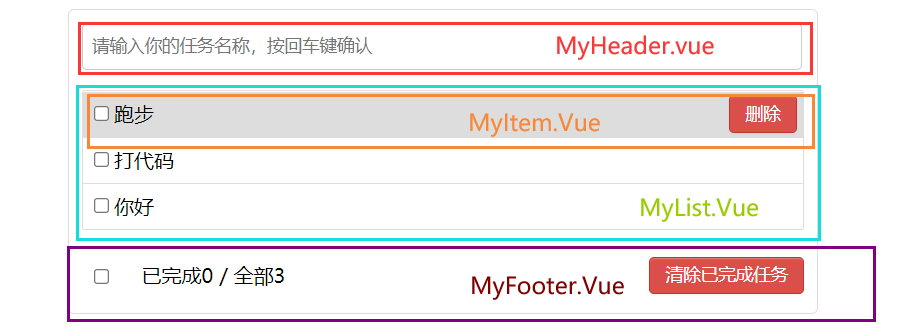 请输入你的任务名称，按回车键确认 MyHeader.vue
跑步 MyItem.Vue 删除
打代码
你好 MyList.Vue
已完成0 / 全部3 MyFooter.Vue 清除已完成任务